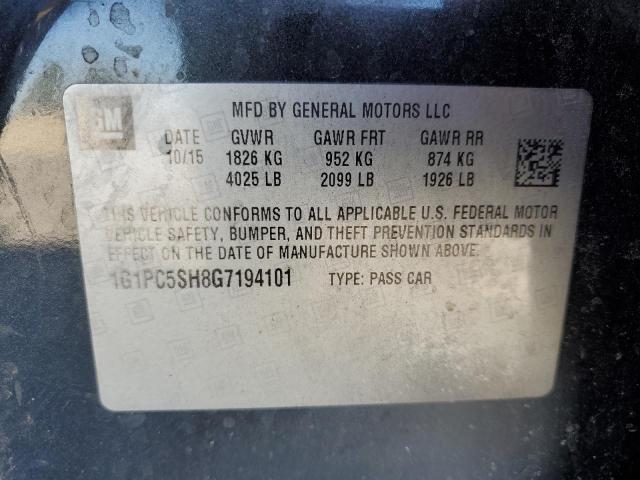 GM
MFD BY GENERAL MOTORS LLC
DATE GVWR GAWR FRT GAWR RR
10/15 1826 KG 952 KG 874 KG
4025 LB 2099 LB 1926 LB
THIS VEHICLE CONFORMS TO ALL APPLICABLE U.S. FEDERAL MOTOR
VEHICLE SAFETY, BUMPER, AND THEFT PREVENTION STANDARDS IN
EFFECT ON THE DATE OF MANUFACTURE SHOWN ABOVE.
1G1PC5SH8G7194101 TYPE: PASS CAR